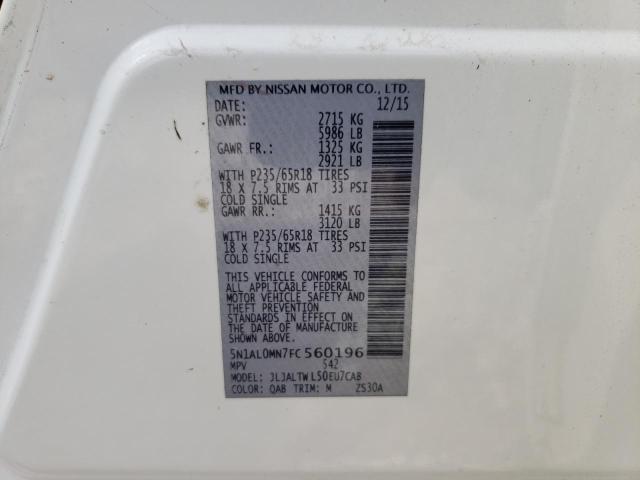 MFD BY NISSAN MOTOR CO., LTD.
DATE: 12/15
GVWR: 2715 KG
5986 LB
GAWR FR.: 1325 KG
2921 LB
WITH P235/65R18 TIRES
18 X 7.5 RIMS AT 33 PSI
COLD SINGLE
GAWR RR.: 1415 KG
3120 LB
WITH P235/65R18 TIRES
18 X 7.5 RIMS AT 33 PSI
COLD SINGLE
THIS VEHICLE CONFORMS TO
ALL APPLICABLE FEDERAL
MOTOR VEHICLE SAFETY AND
THEFT PREVENTION
STANDARDS IN EFFECT ON
THE DATE OF MANUFACTURE
SHOWN ABOVE.
5N1AL0MN7FC560196
MPV 542
MODEL: JLJALTWL50EU7CAB
COLOR: QAB TRIM: M ZS30A